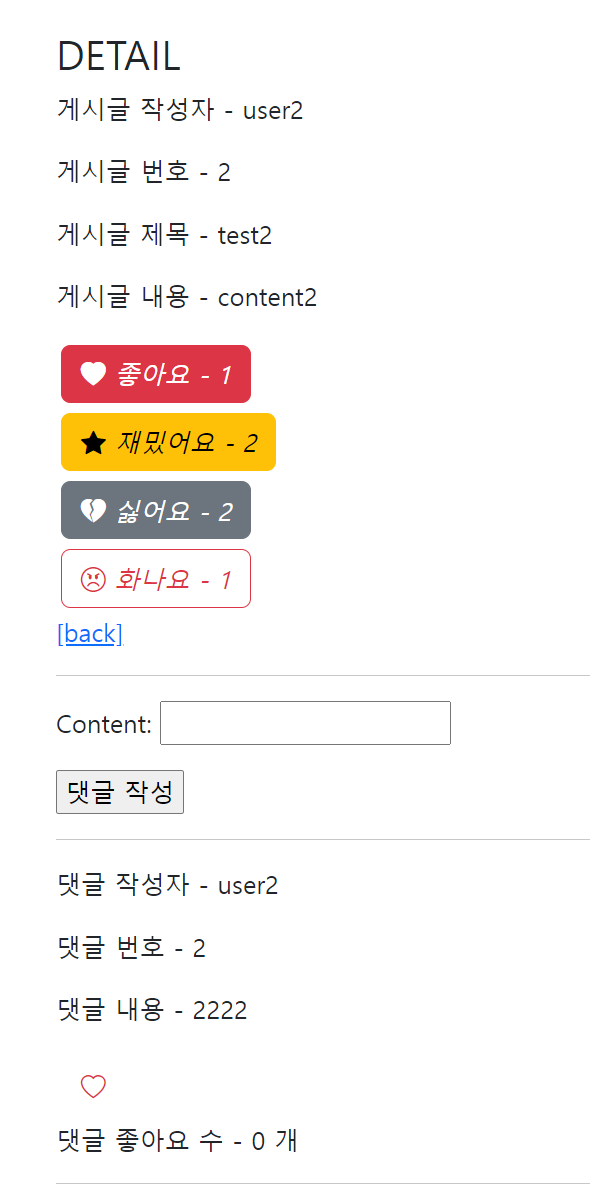 DETAIL
게시글 작성자 - user2
게시글 번호 - 2
게시글 제목 - test2
게시글 내용 - content2
좋아요 - 1
재밌어요 - 2
싫어요 - 2
화나요 - 1
[back]
Content:
댓글 작성
댓글 작성자 - user2
댓글 번호 - 2
댓글 내용 - 2222
댓글 좋아요 수 - 0 개